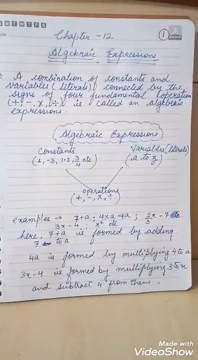 Chapter - 12
Algebraic Expressions
* A combination of constants and
variables (literals) connected by the
signs of four fundamental operation
(+, -, x, ÷) is called an algebraic
expressions.
Algebraic Expressions
Constants
Variables (literals)
a to z
operations
+, -, x, ÷
Examples → 7+a
3x-4
here, 7+a is formed by adding
7 to a
4a is formed by multiplying 4 to a
3x-4 is formed by multiplying 3 to x
and subtract 4 from them.
Made with
VideoShow